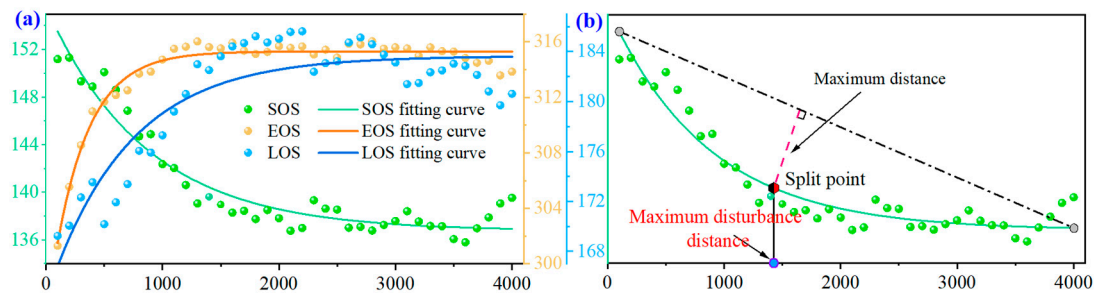 (a)
152
148
144
140
136
0
1000
2000
3000
4000
SOS
EOS
LOS
SOS fitting curve
EOS fitting curve
LOS fitting curve
316
312
308
304
300
(b)
184
180
176
172
168
0
1000
2000
3000
4000
Maximum distance
Split point
Maximum disturbance
distance